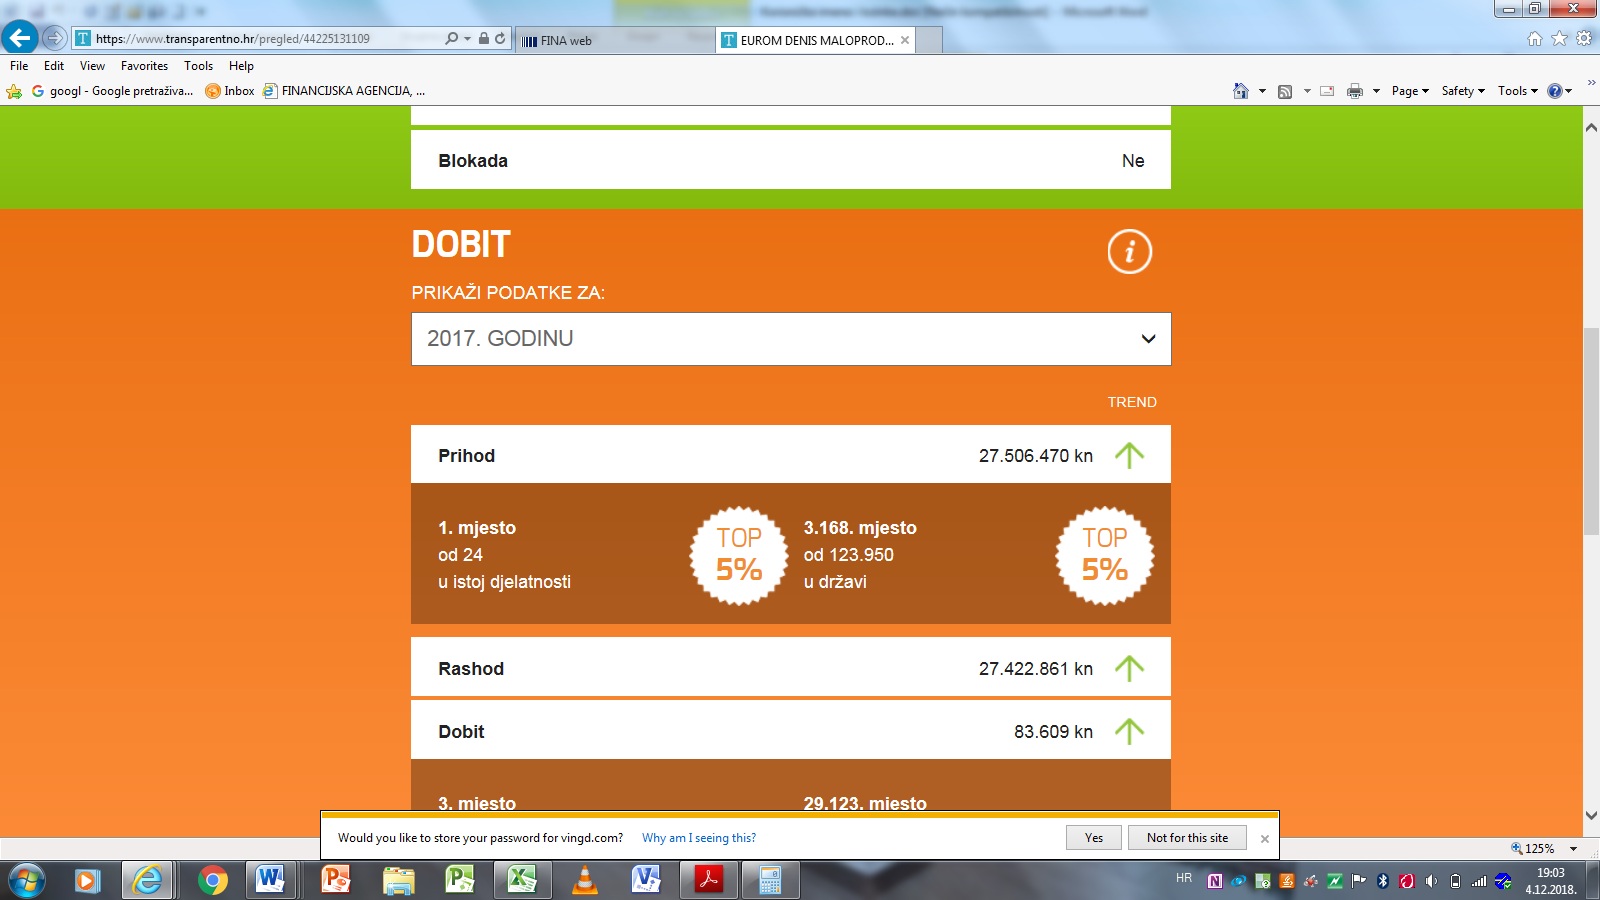 https://www.transparentno.hr/pregled/44225131109
FINA web
EUROM DENIS MALOPROD...
File Edit View Favorites Tools Help
googl - Google pretraživa...
Inbox
FINANCIJSKA AGENCIJA, ...
Page
Safety
Tools
Blokada Ne
DOBIT
PRIKAŽI PODATKE ZA:
2017. GODINU
TREND
Prihod 27.506.470 kn
1. mjesto
od 24
u istoj djelatnosti
TOP
5%
3.168. mjesto
od 123.950
u državi
TOP
5%
Rashod 27.422.861 kn
Dobit 83.609 kn
3. mjesto 29.123. mjesto
Would you like to store your password for vingd.com? Why am I seeing this? Yes Not for this site
125%
HR
19:03
4.12.2018.